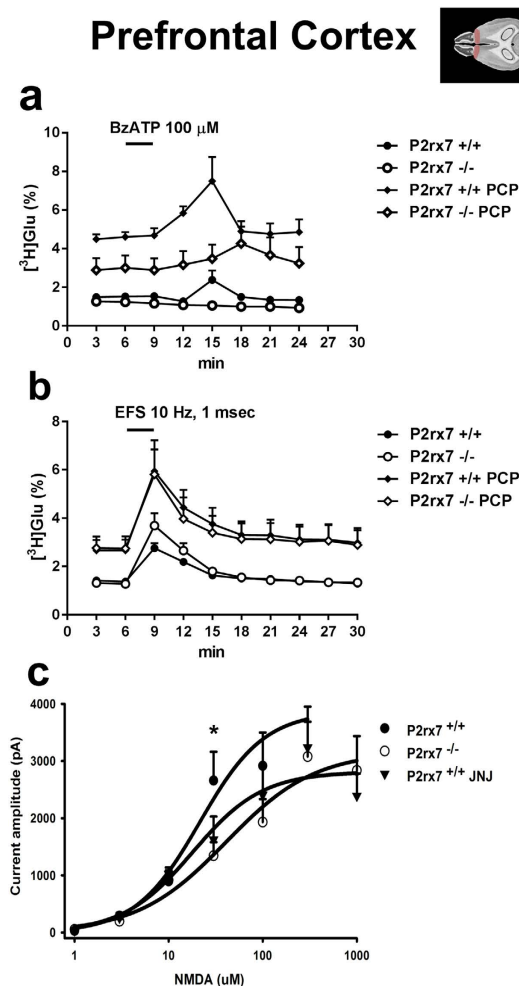 Prefrontal Cortex
a
BzATP 100 μM
[³H]Glu (%)
10
8
6
4
2
0
0 3 6 9 12 15 18 21 24 27 30
min
P2rx7 +/+
P2rx7 -/-
P2rx7 +/+ PCP
P2rx7 -/- PCP
b
EFS 10 Hz, 1 msec
[³H]Glu (%)
8
6
4
2
0
0 3 6 9 12 15 18 21 24 27 30
min
P2rx7 +/+
P2rx7 -/-
P2rx7 +/+ PCP
P2rx7 -/- PCP
c
Current amplitude (pA)
4000
3000
2000
1000
0
*
1 10 100 1000
NMDA (uM)
P2rx7 +/+
P2rx7 -/-
P2rx7 +/+ JNJ